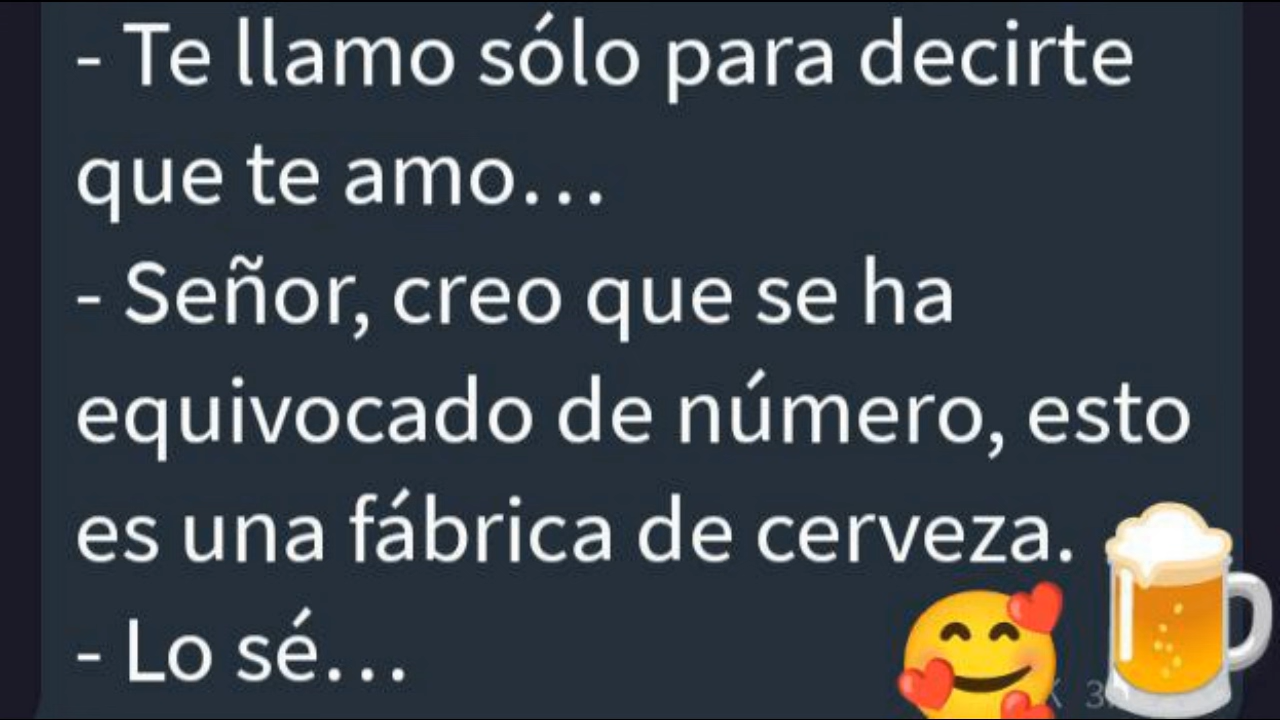 - Te llamo sólo para decirte
que te amo...
- Señor, creo que se ha
equivocado de número, esto
es una fábrica de cerveza.
- Lo sé...